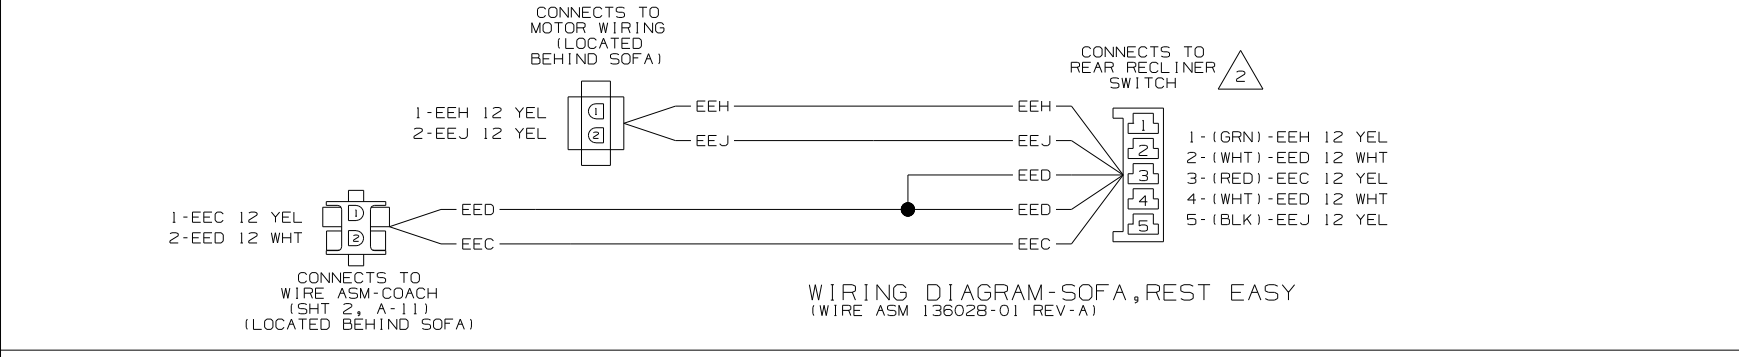 CONNECTS TO
MOTOR WIRING
(LOCATED
BEHIND SOFA)
1-EEH 12 YEL
2-EEJ 12 YEL
1
2
EEH
EEJ
EEH
EEJ
EED
EED
EEC
CONNECTS TO
REAR RECLINER
SWITCH
2
1
2
3
4
5
1-(GRN)-EEH 12 YEL
2-(WHT)-EED 12 WHT
3-(RED)-EEC 12 YEL
4-(WHT)-EED 12 WHT
5-(BLK)-EEJ 12 YEL
1-EEC 12 YEL
2-EED 12 WHT
1
2
EED
EEC
CONNECTS TO
WIRE ASM-COACH
(SHT 2, A-11)
(LOCATED BEHIND SOFA)
WIRING DIAGRAM-SOFA,REST EASY
(WIRE ASM 136028-01 REV-A)